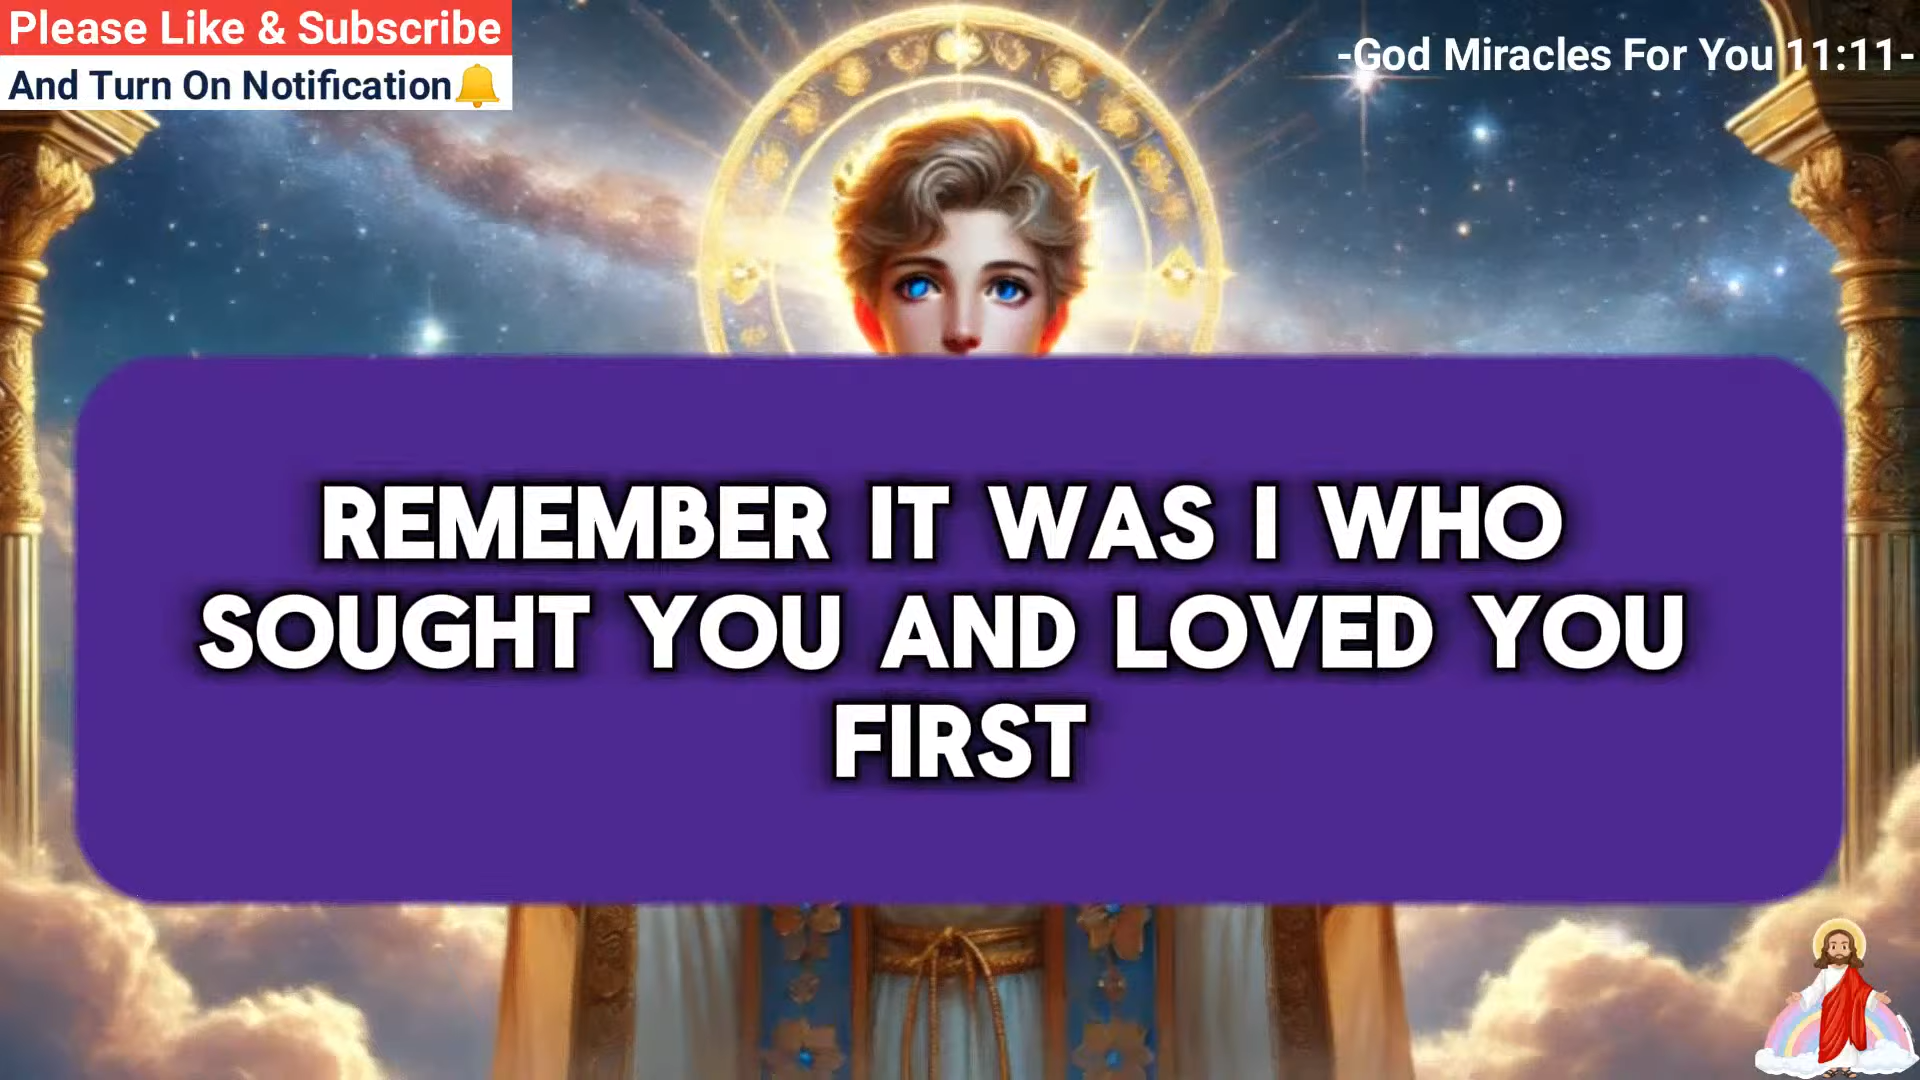 Please Like & Subscribe
And Turn On Notification🔔
-God Miracles For You 11:11-
REMEMBER IT WAS I WHO
SOUGHT YOU AND LOVED YOU
FIRST